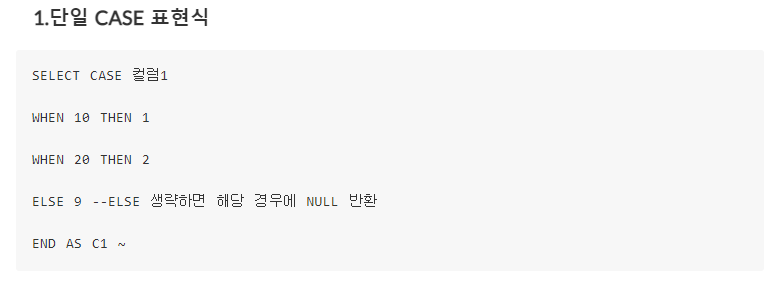 1.단일 CASE 표현식
SELECT CASE 컬럼1
WHEN 10 THEN 1
WHEN 20 THEN 2
ELSE 9 --ELSE 생략하면 해당 경우에 NULL 반환
END AS C1 ~